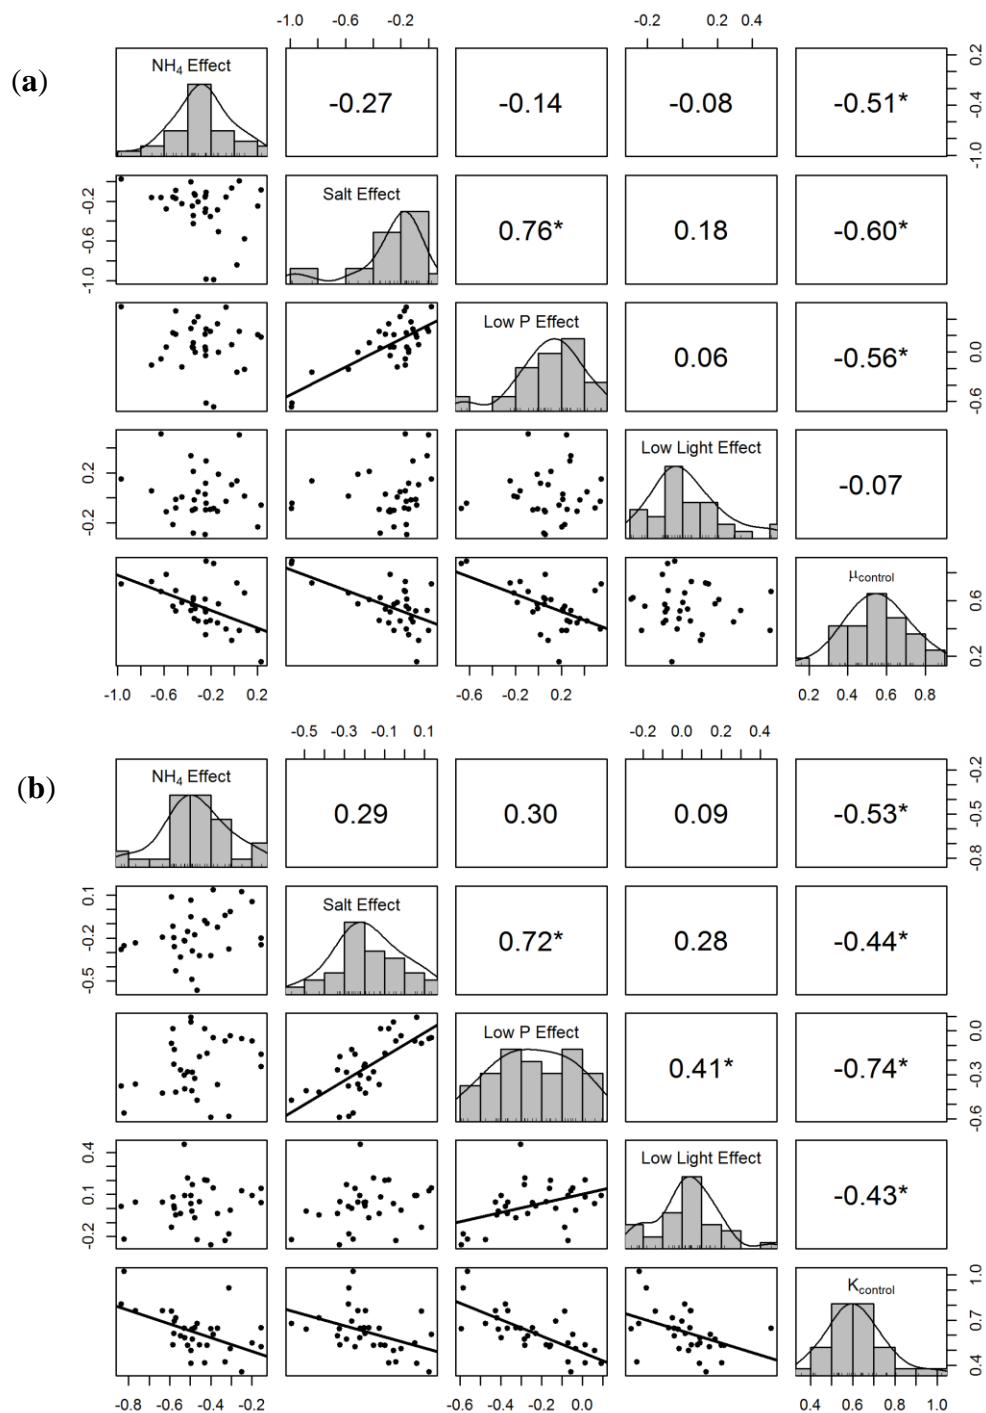 -1.0 -0.2 -0.2 0.2 0.6
(a)
NH4 Effect
-0.27 -0.14 -0.08 -0.51*
-1.0 -0.4 0.2
Salt Effect
0.76* 0.18 -0.60*
-1.0 -0.6 -0.2
Low P Effect
0.06 -0.56*
-0.6 0.0
Low Light Effect
-0.07
-0.2 0.2
μcontrol
0.2 0.6
-1.0 -0.6 -0.2 0.2 -0.6 -0.2 0.2 0.2 0.4 0.6 0.8
-0.5 -0.3 -0.1 0.1 -0.2 0.0 0.2 0.4
(b)
NH4 Effect
0.29 0.30 0.09 -0.53*
-0.8 -0.5 -0.2
Salt Effect
0.72* 0.28 -0.44*
-0.5 -0.2 0.1
Low P Effect
0.41* -0.74*
-0.6 -0.3 0.0
Low Light Effect
-0.43*
-0.2 0.1 0.4
Kcontrol
0.4 0.7 1.0
-0.8 -0.6 -0.4 -0.2 -0.6 -0.4 -0.2 0.0 0.4 0.6 0.8 1.0